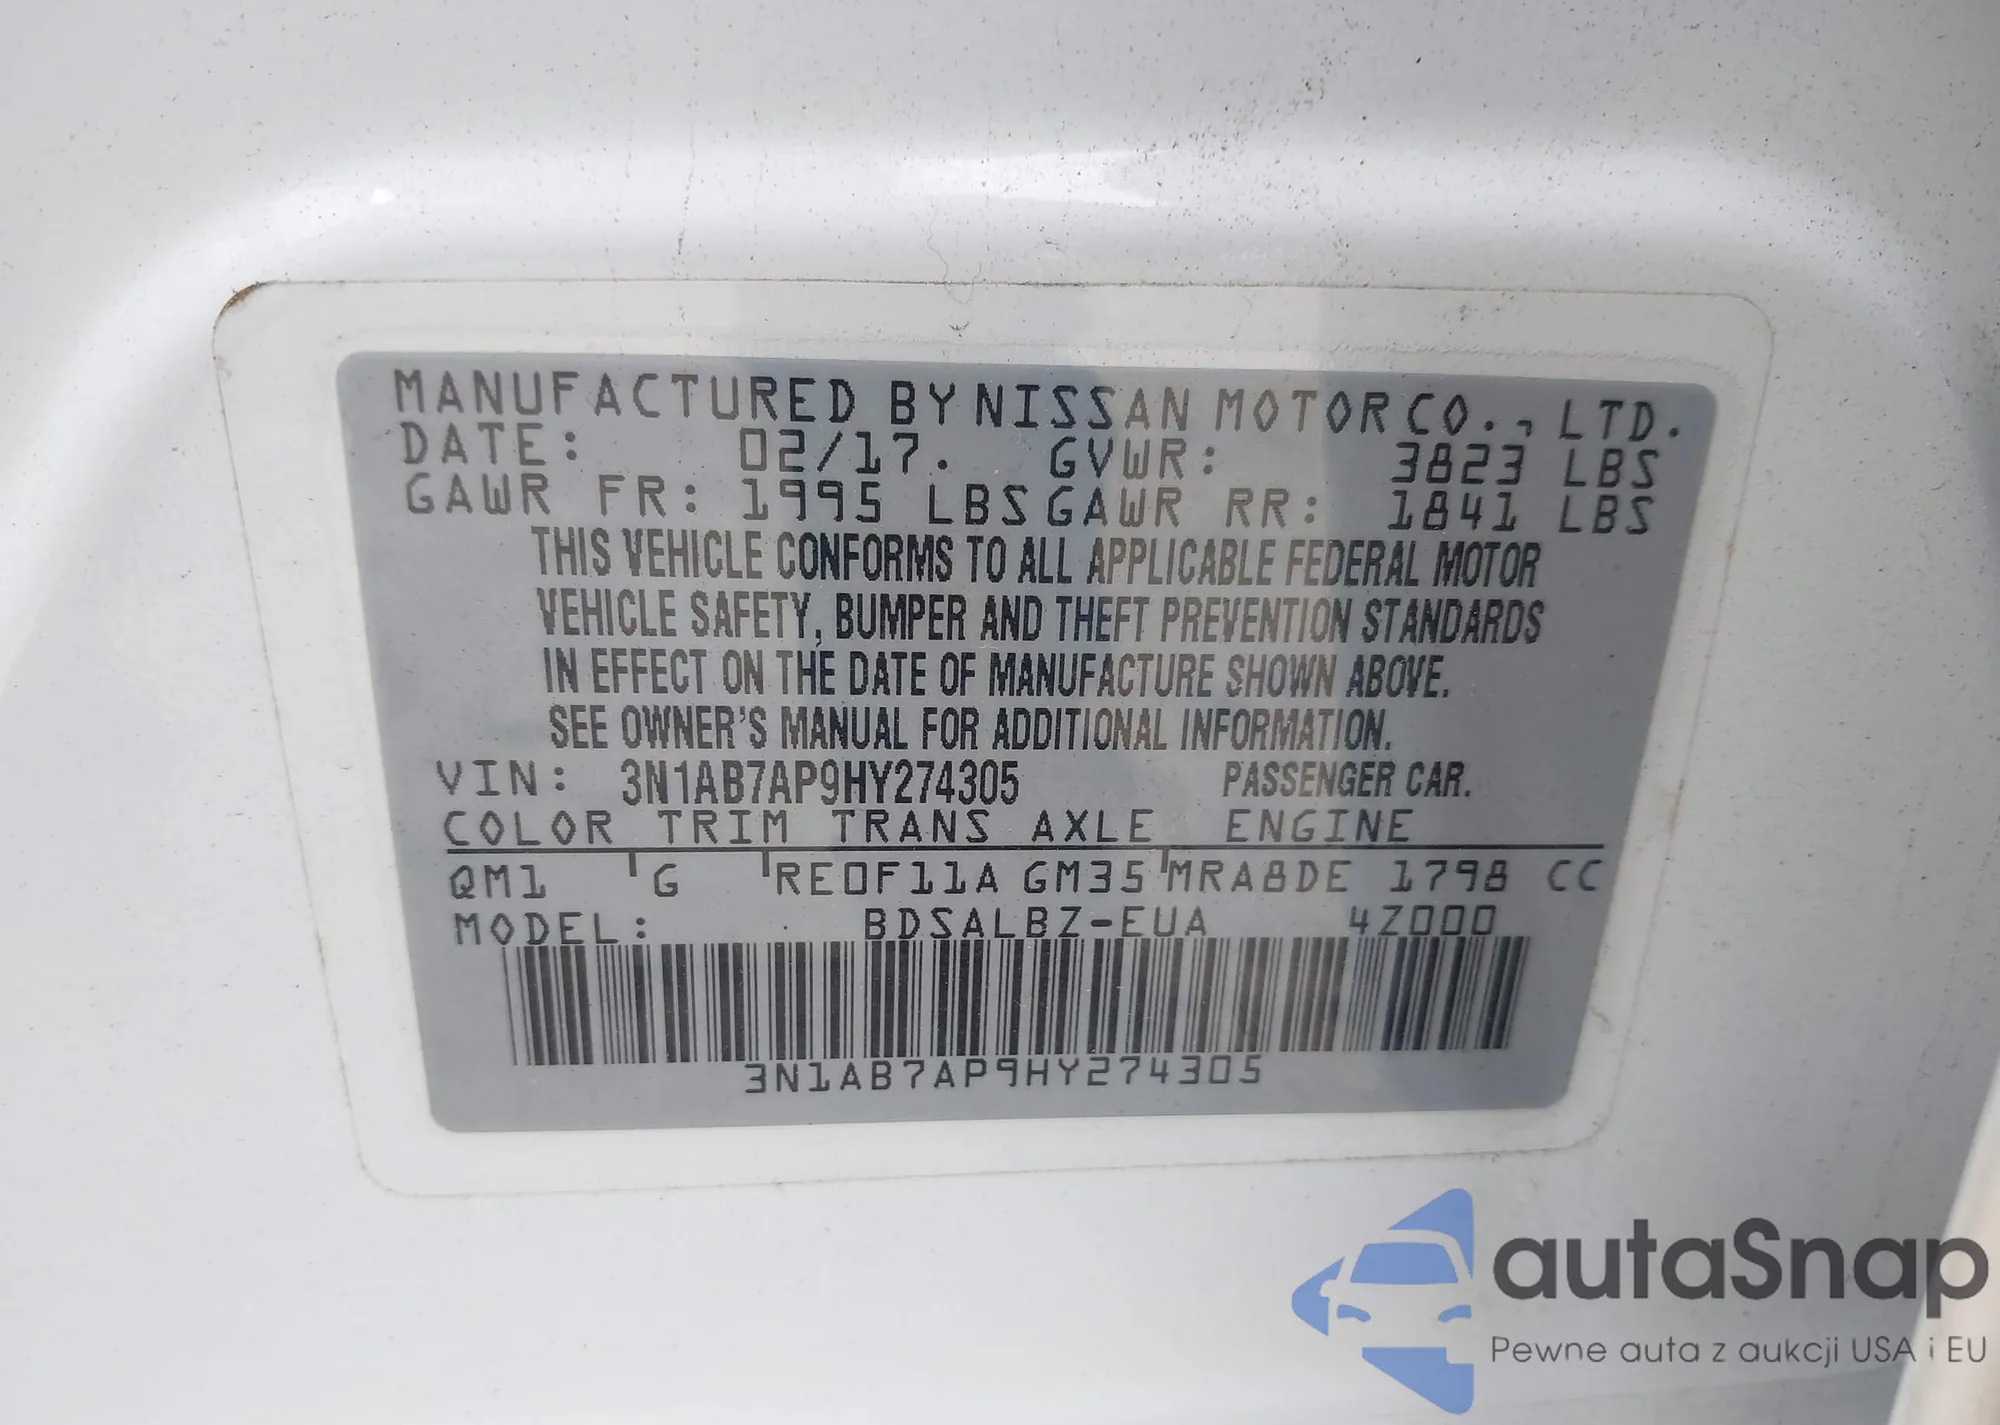 MANUFACTURED BY NISSAN MOTOR CO., LTD.
DATE: 02/17. GVWR: 3823 LBS
GAWR FR: 1995 LBS GAWR RR: 1841 LBS
THIS VEHICLE CONFORMS TO ALL APPLICABLE FEDERAL MOTOR
VEHICLE SAFETY, BUMPER AND THEFT PREVENTION STANDARDS
IN EFFECT ON THE DATE OF MANUFACTURE SHOWN ABOVE.
SEE OWNER'S MANUAL FOR ADDITIONAL INFORMATION.
VIN: 3N1AB7AP9HY274305 PASSENGER CAR.
COLOR TRIM TRANS AXLE ENGINE
QM1 G RE0F11A GM35 MRA8DE 1798 CC
MODEL: BDSALBZ-EUA 4Z000
3N1AB7AP9HY274305
autaSnap
Pewne auta z aukcji USA i EU